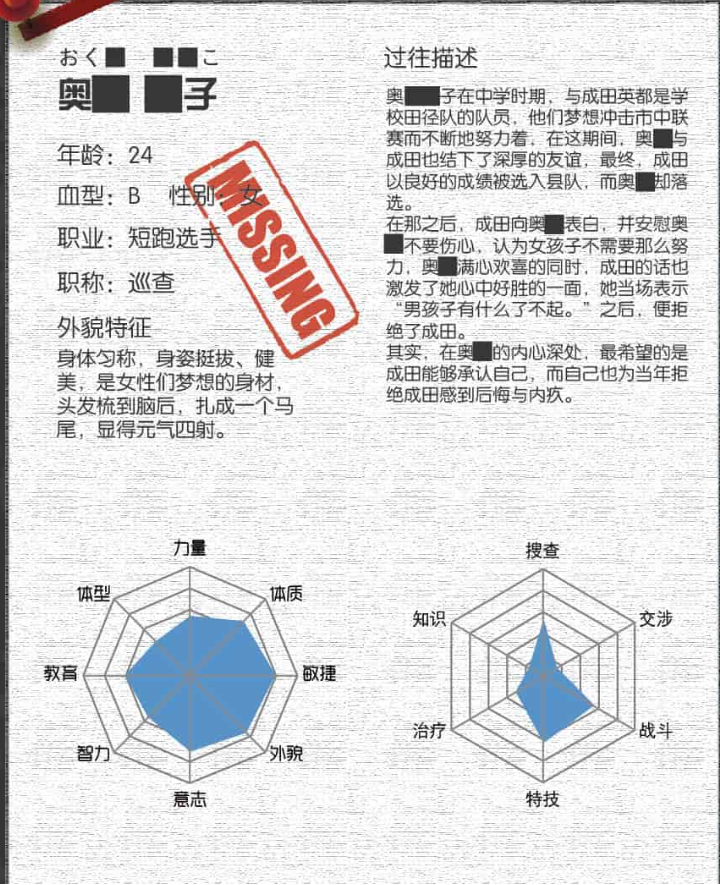 おく■ ■■こ
奥■ ■子
年龄：24
血型：B 性别：女
职业：短跑选手
职称：巡查
MISSING
外貌特征
身体匀称，身姿挺拔、健
美，是女性们梦想的身材，
头发梳到脑后，扎成一个马
尾，显得元气四射。
过往描述
奥■■子在中学时期，与成田英都是学
校田径队的队员，他们梦想冲击市中联
赛而不断地努力着，在这期间，奥■与
成田也结下了深厚的友谊，最终，成田
以良好的成绩被选入县队，而奥■却落
选。
在那之后，成田向奥■表白，并安慰奥
■不要伤心，认为女孩子不需要那么努
力，奥■满心欢喜的同时，成田的话也
激发了她心中好胜的一面，她当场表示
“男孩子有什么了不起。”之后，便拒
绝了成田。
其实，在奥■的内心深处，最希望的是
成田能够承认自己，而自己也为当年拒
绝成田感到后悔与内疚。
力量
体型
体质
教育
敏捷
智力
外貌
意志
搜查
知识
交涉
治疗
战斗
特技